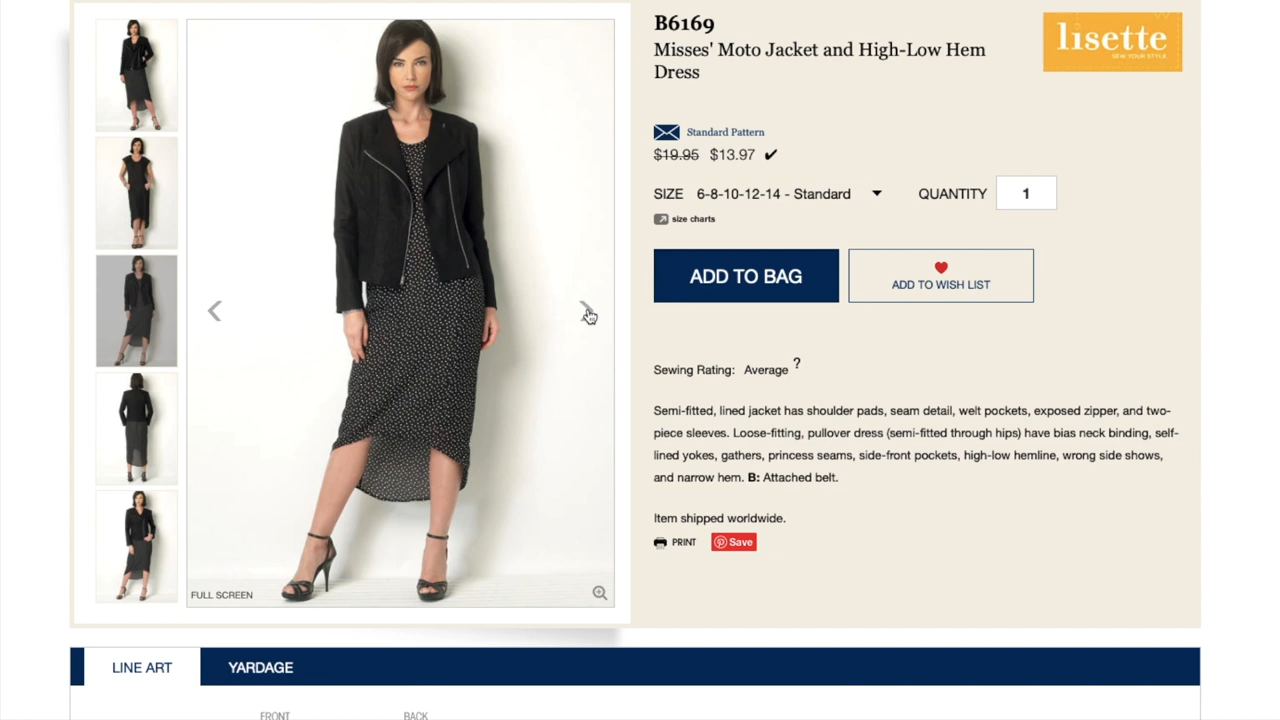 B6169
Misses' Moto Jacket and High-Low Hem
Dress
lisette
SEW YOUR STYLE
Standard Pattern
$19.95 $13.97 ✔
SIZE 6-8-10-12-14 - Standard QUANTITY 1
size charts
ADD TO BAG
ADD TO WISH LIST
Sewing Rating: Average ?
Semi-fitted, lined jacket has shoulder pads, seam detail, welt pockets, exposed zipper, and two-
piece sleeves. Loose-fitting, pullover dress (semi-fitted through hips) have bias neck binding, self-
lined yokes, gathers, princess seams, side-front pockets, high-low hemline, wrong side shows,
and narrow hem. B: Attached belt.
Item shipped worldwide.
PRINT Save
FULL SCREEN
LINE ART YARDAGE
FRONT BACK